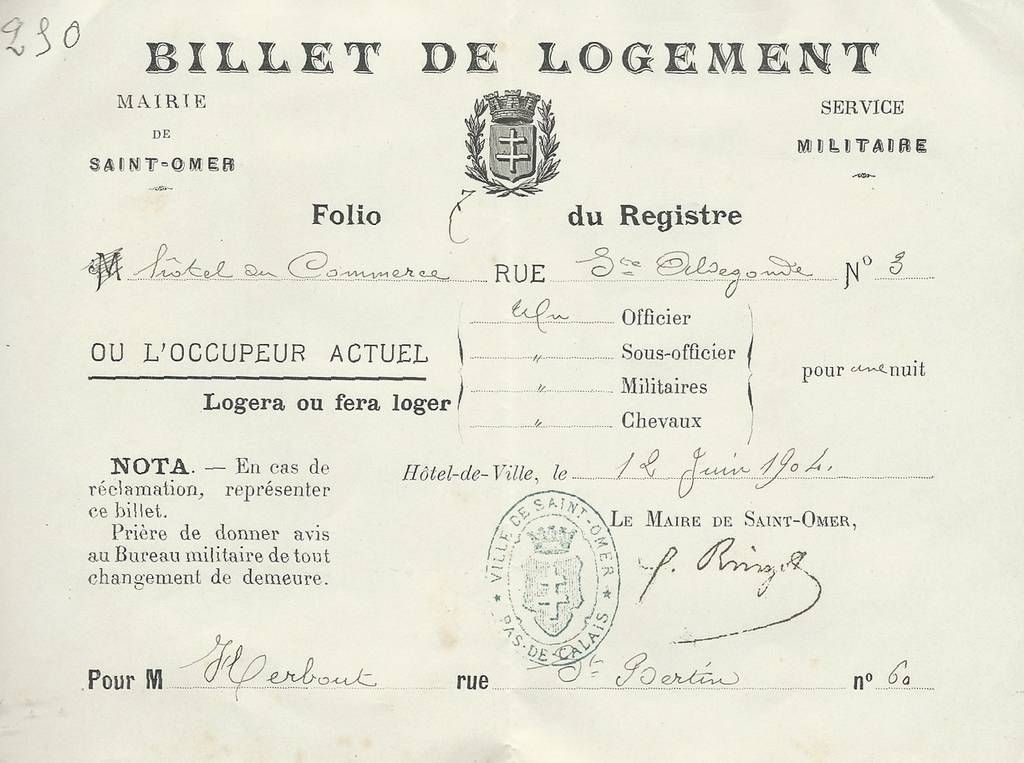 230
BILLET DE LOGEMENT
MAIRIE
DE
SAINT-OMER
SERVICE
MILITAIRE
Folio 7 du Registre
M hôtel du Commerce RUE Ste Aldegonde No 3
OU L'OCCUPEUR ACTUEL
Logera ou fera loger
Un Officier
" Sous-officier
" Militaires
" Chevaux
pour une nuit
NOTA. — En cas de
réclamation, représenter
ce billet.
Prière de donner avis
au Bureau militaire de tout
changement de demeure.
Hôtel-de-Ville, le 12 Juin 1904.
LE MAIRE DE SAINT-OMER,
VILLE DE SAINT-OMER
PAS-DE-CALAIS
Pour M Herbout rue St Bertin no 60